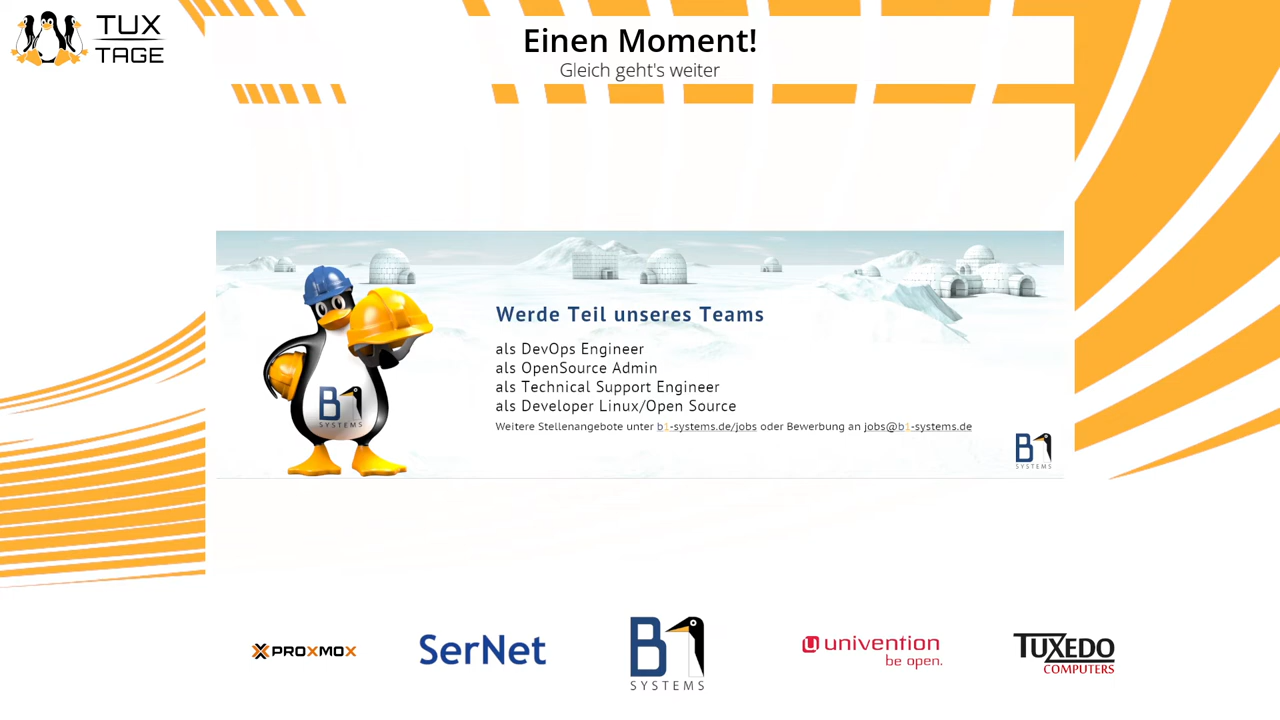 TUX
TAGE
Einen Moment!
Gleich geht's weiter
Werde Teil unseres Teams
als DevOps Engineer
als OpenSource Admin
als Technical Support Engineer
als Developer Linux/Open Source
Weitere Stellenangebote unter b1-systems.de/jobs oder Bewerbung an jobs@b1-systems.de
B1
SYSTEMS
B1
SYSTEMS
PROXMOX
SerNet
B1
SYSTEMS
univention
be open.
TUXEDO
COMPUTERS